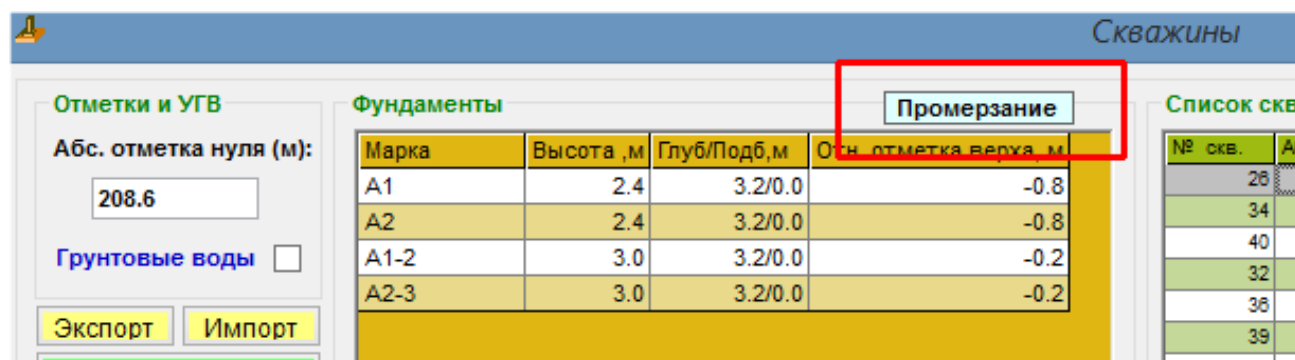 Скважины
Отметки и УГВ
Абс. отметка нуля (м):
208.6
Грунтовые воды
Экспорт Импорт
Фундаменты
Промерзание
Марка Высота ,м Глуб/Подб,м Отн. отметка верха, м
А1 2.4 3.2/0.0 -0.8
А2 2.4 3.2/0.0 -0.8
А1-2 3.0 3.2/0.0 -0.2
А2-3 3.0 3.2/0.0 -0.2
Список
№ скв.
26
34
40
32
36
39